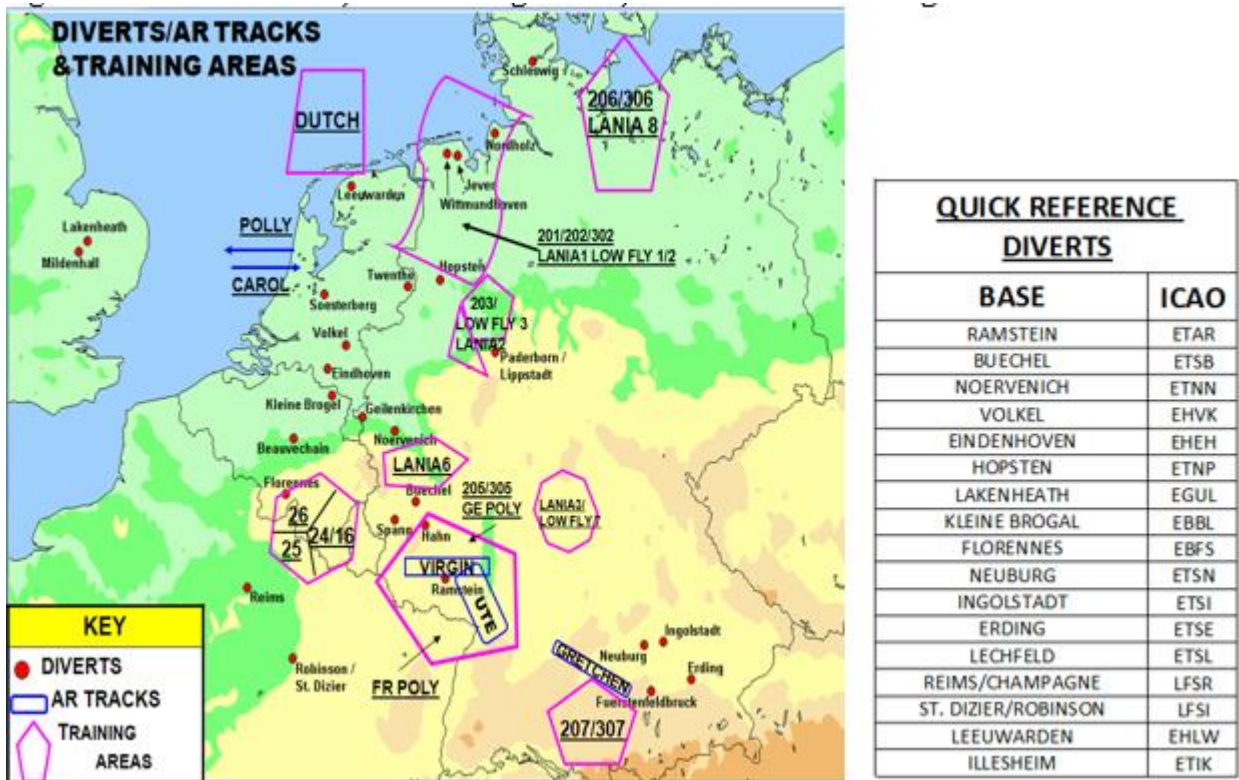 DIVERTS/AR TRACKS
&TRAINING AREAS
Schleswig
206/306
LANIA 8
DUTCH
Nordholz
Jever
Wittmundhoven
Leeuwarden
Lakenheath
Mildenhall
POLLY
CAROL
201/202/302
LANIA1 LOW FLY 1/2
Twenthe
Hopsten
Soesterberg
203/
LOW FLY 3
LANIA2
Volkel
Paderborn /
Lippstadt
Eindhoven
Kleine Brogel
Geilenkirchen
Noervenich
Beauvechain
LANIA6
Florennes
Buechel
205/305
GE POLY
LANIA3/
LOW FLY 7
26
24/16
25
Spann
Hahn
VIRGIN
Ramstein
UTE
Reims
Robinson /
St. Dizier
FR POLY
Ingolstadt
Neuburg
Erding
GRETCHEN
Fuerstenfeldbruck
207/307
KEY
DIVERTS
AR TRACKS
TRAINING
AREAS
QUICK REFERENCE
DIVERTS
BASE ICAO
RAMSTEIN ETAR
BUECHEL ETSB
NOERVENICH ETNN
VOLKEL EHVK
EINDENHOVEN EHEH
HOPSTEN ETNP
LAKENHEATH EGUL
KLEINE BROGAL EBBL
FLORENNES EBFS
NEUBURG ETSN
INGOLSTADT ETSI
ERDING ETSE
LECHFELD ETSL
REIMS/CHAMPAGNE LFSR
ST. DIZIER/ROBINSON LFSI
LEEUWARDEN EHLW
ILLESHEIM ETIK